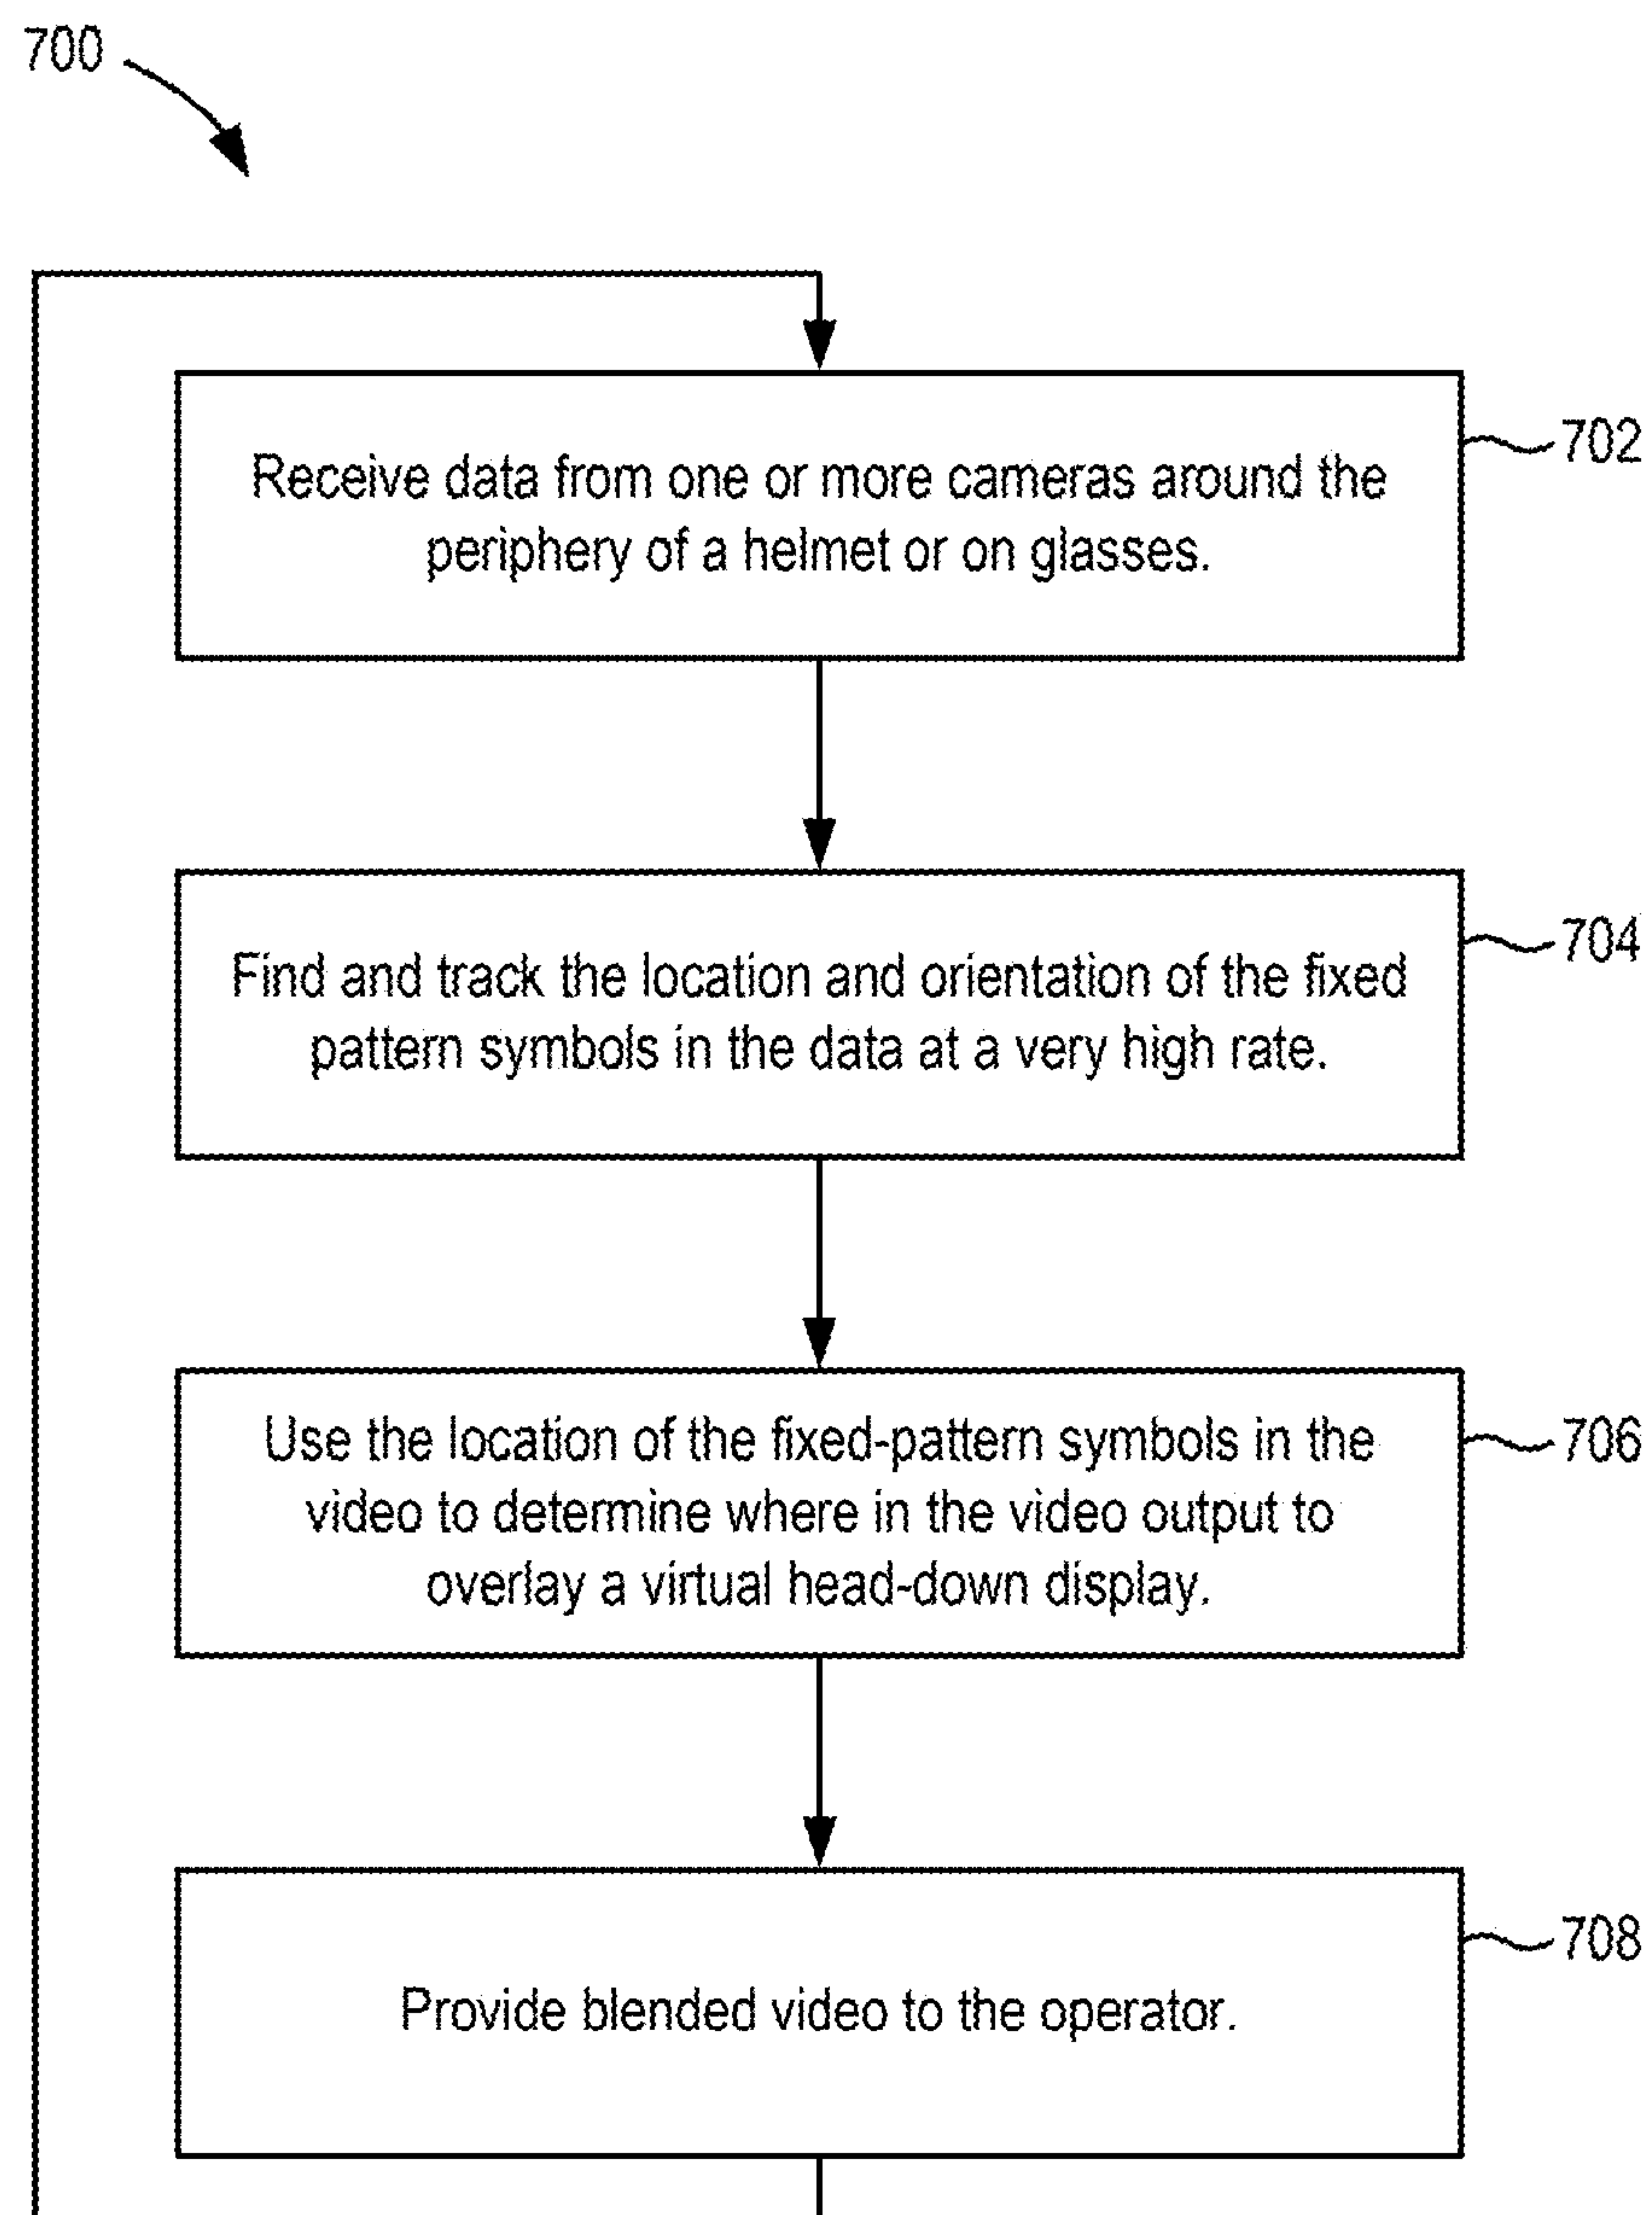 700
702
Receive data from one or more cameras around the
periphery of a helmet or on glasses.
704
Find and track the location and orientation of the fixed
pattern symbols in the data at a very high rate.
706
Use the location of the fixed-pattern symbols in the
video to determine where in the video output to
overlay a virtual head-down display.
708
Provide blended video to the operator.